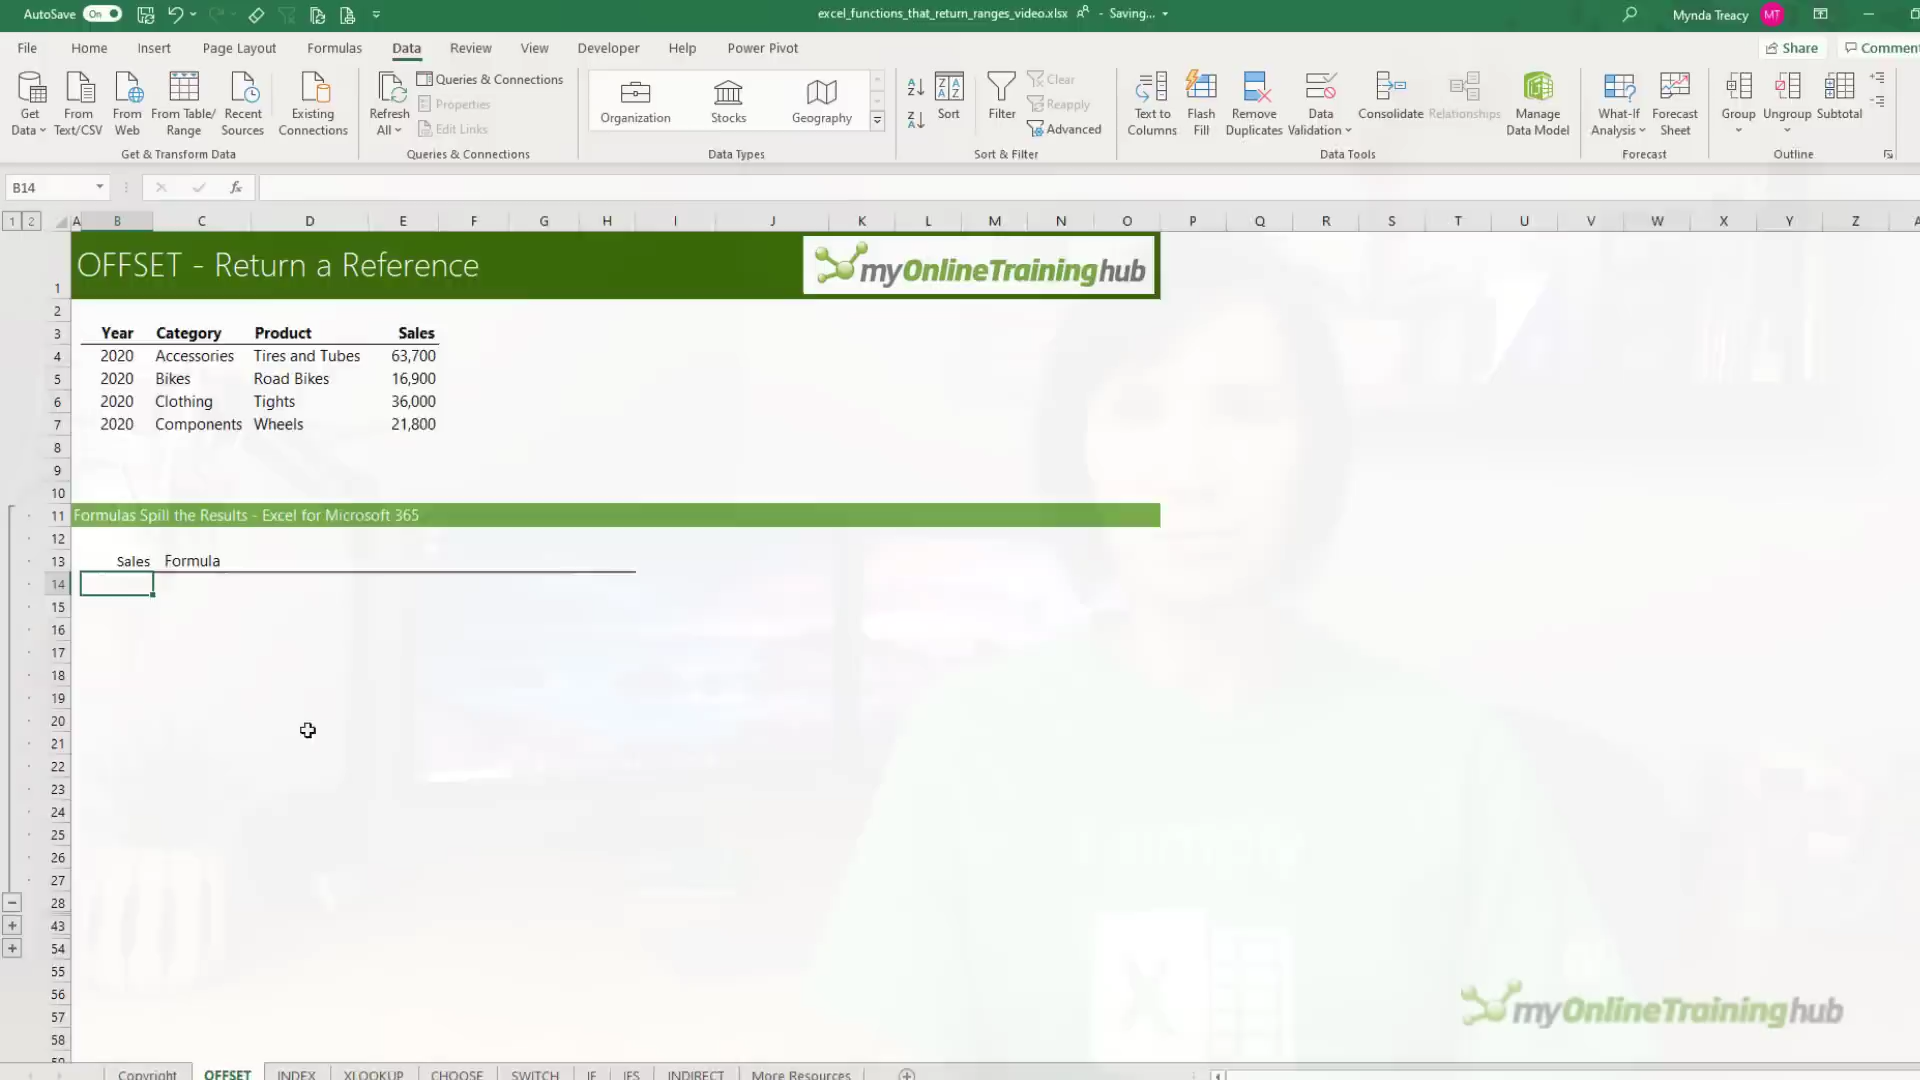 AutoSave On excel_functions_that_return_ranges_video.xlsx - Saving... Mynda Treacy MT
File Home Insert Page Layout Formulas Data Review View Developer Help Power Pivot Share Comment
Get Data From Text/CSV From Web From Table/Range Recent Sources Existing Connections
Get & Transform Data
Refresh All Queries & Connections Properties Edit Links
Queries & Connections
Organization Stocks Geography
Data Types
Sort Filter Clear Reapply Advanced
Sort & Filter
Text to Columns Flash Fill Remove Duplicates Data Validation Consolidate Relationships Manage Data Model
Data Tools
What-If Analysis Forecast Sheet
Forecast
Group Ungroup Subtotal
Outline
B14 fx
1 2 A B C D E F G H I J K L M N O P Q R S T U V W X Y Z
1 OFFSET - Return a Reference myOnlineTraininghub
2
3 Year Category Product Sales
4 2020 Accessories Tires and Tubes 63,700
5 2020 Bikes Road Bikes 16,900
6 2020 Clothing Tights 36,000
7 2020 Components Wheels 21,800
8
9
10
11 Formulas Spill the Results - Excel for Microsoft 365
12
13 Sales Formula
14
15
16
17
18
19
20
21
22
23
24
25
26
27
28
43
54
55
56
57
58
myOnlineTraininghub
Copyright OFFSET INDEX XLOOKUP CHOOSE SWITCH IF IFS INDIRECT More Resources